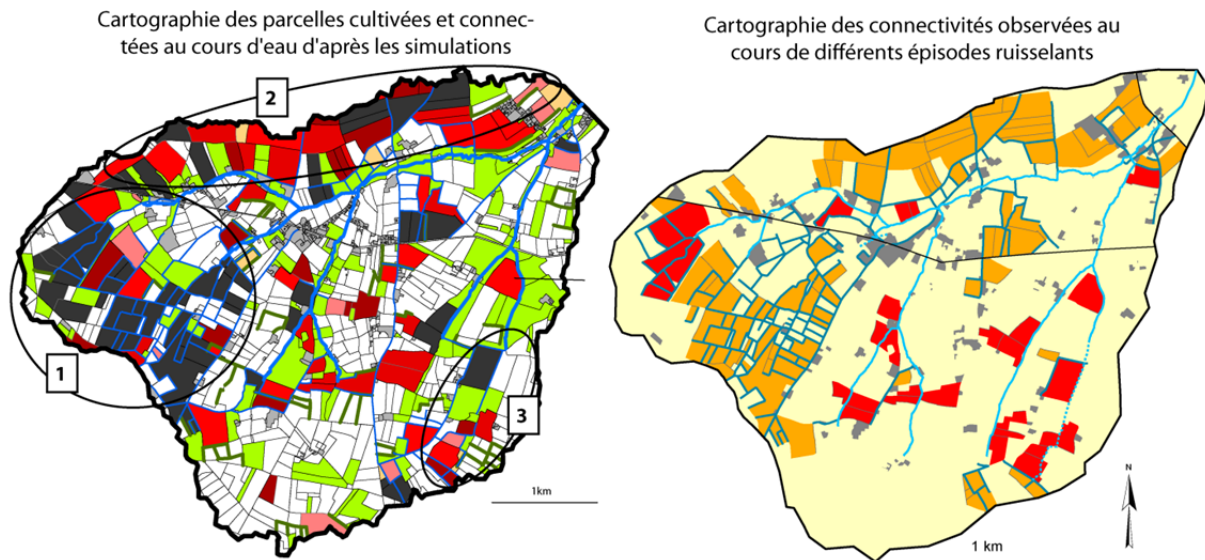 Cartographie des parcelles cultivées et connec-
tées au cours d'eau d'après les simulations
Cartographie des connectivités observées au
cours de différents épisodes ruisselants
2
1
3
1km
N
1 km